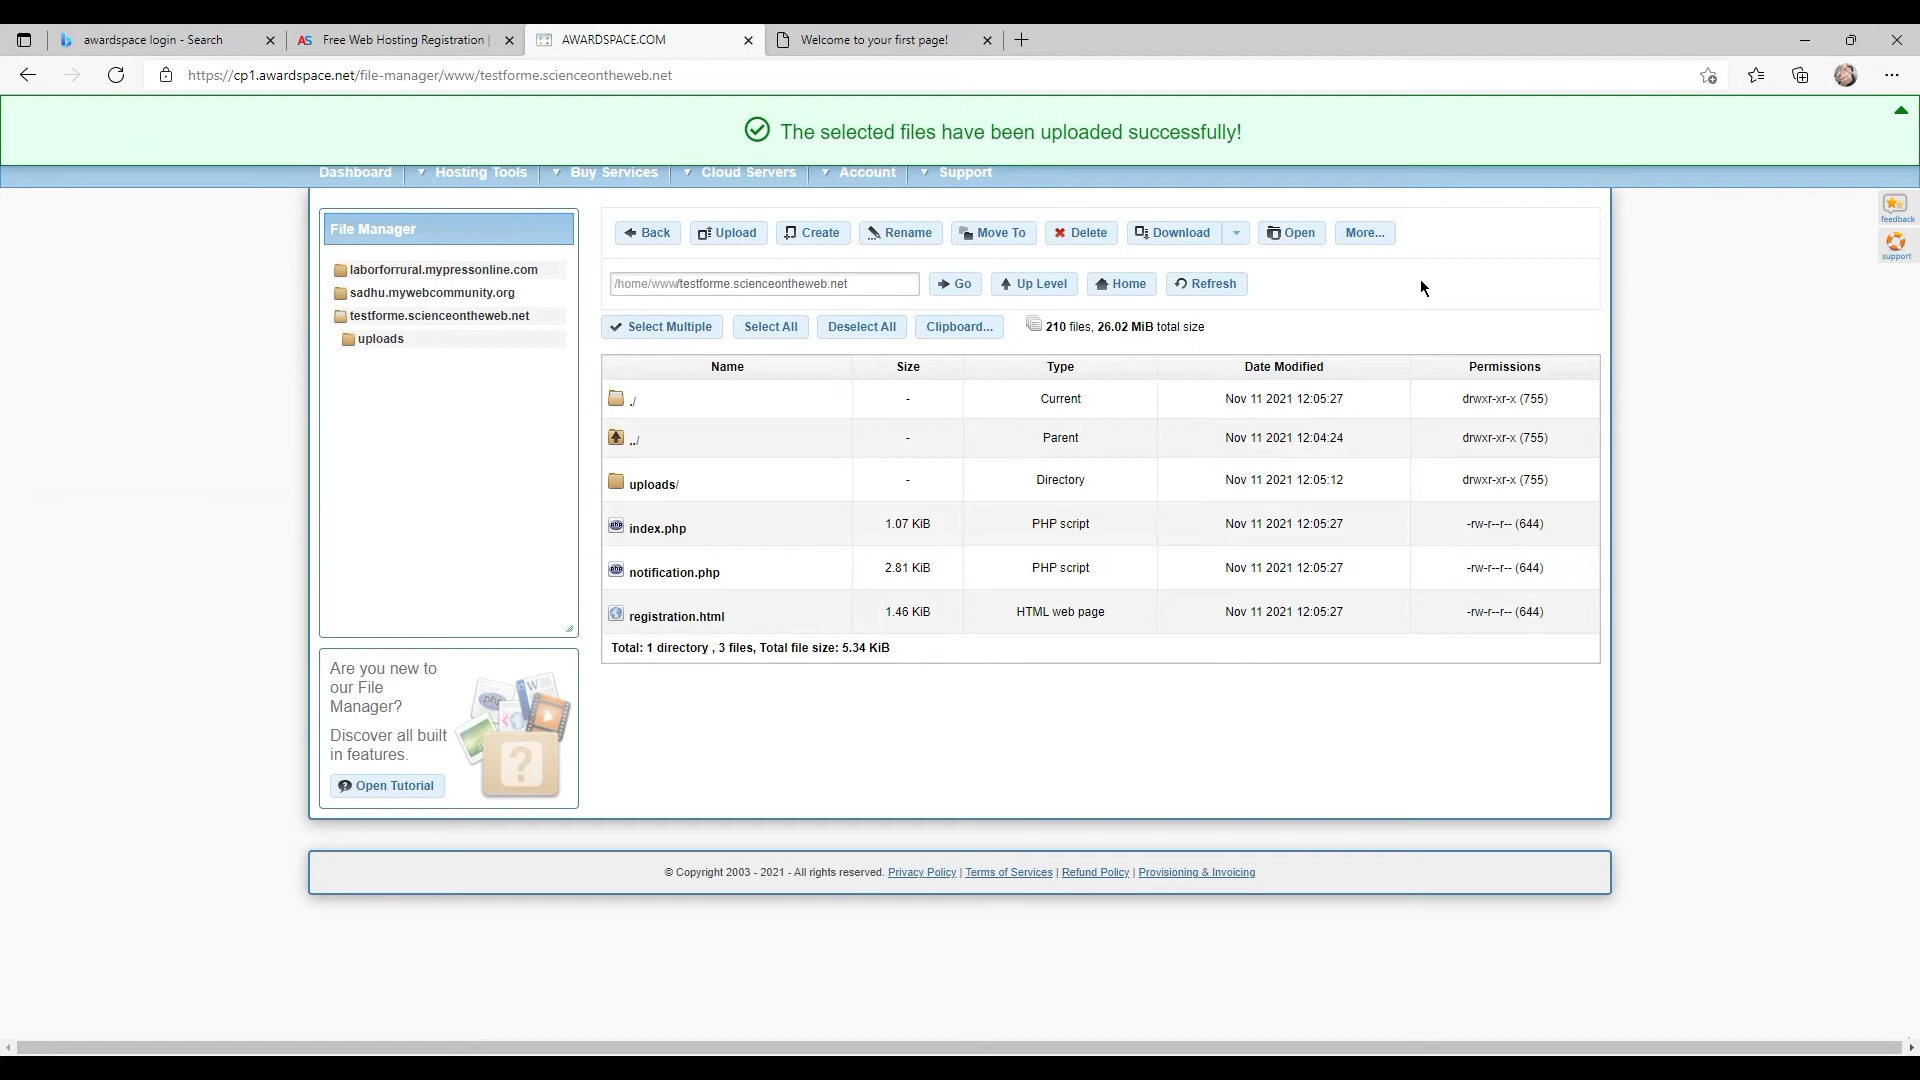 awardspace login - Search
Free Web Hosting Registration |
AWARDSPACE.COM
Welcome to your first page!
https://cp1.awardspace.net/file-manager/www/testforme.scienceontheweb.net
The selected files have been uploaded successfully!
Dashboard Hosting Tools Buy Services Cloud Servers Account Support
feedback
support
File Manager
laborforrural.mypressonline.com
sadhu.mywebcommunity.org
testforme.scienceontheweb.net
uploads
Back Upload Create Rename Move To Delete Download Open More...
/home/www/testforme.scienceontheweb.net Go Up Level Home Refresh
Select Multiple Select All Deselect All Clipboard... 210 files, 26.02 MiB total size
Name Size Type Date Modified Permissions
./ - Current Nov 11 2021 12:05:27 drwxr-xr-x (755)
../ - Parent Nov 11 2021 12:04:24 drwxr-xr-x (755)
uploads/ - Directory Nov 11 2021 12:05:12 drwxr-xr-x (755)
php index.php 1.07 KiB PHP script Nov 11 2021 12:05:27 -rw-r--r-- (644)
php notification.php 2.81 KiB PHP script Nov 11 2021 12:05:27 -rw-r--r-- (644)
registration.html 1.46 KiB HTML web page Nov 11 2021 12:05:27 -rw-r--r-- (644)
Total: 1 directory , 3 files, Total file size: 5.34 KiB
Are you new to
our File
Manager?
Discover all built
in features.
Open Tutorial
php
W
?
© Copyright 2003 - 2021 - All rights reserved. Privacy Policy | Terms of Services | Refund Policy | Provisioning & Invoicing